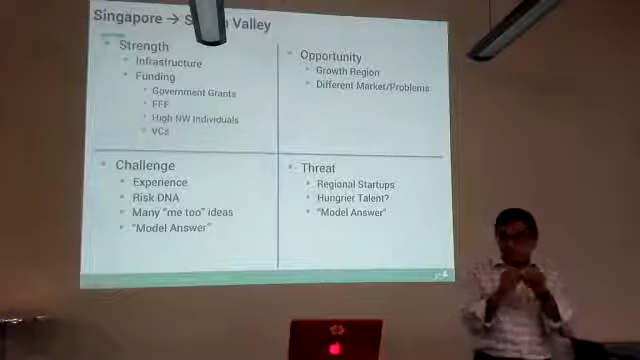 Singapore → S Valley
Strength
Infrastructure
Funding
Government Grants
FFF
High NW Individuals
VCs
Opportunity
Growth Region
Different Market/Problems
Challenge
Experience
Risk DNA
Many "me too" ideas
"Model Answer"
Threat
Regional Startups
Hungrier Talent?
"Model Answer"